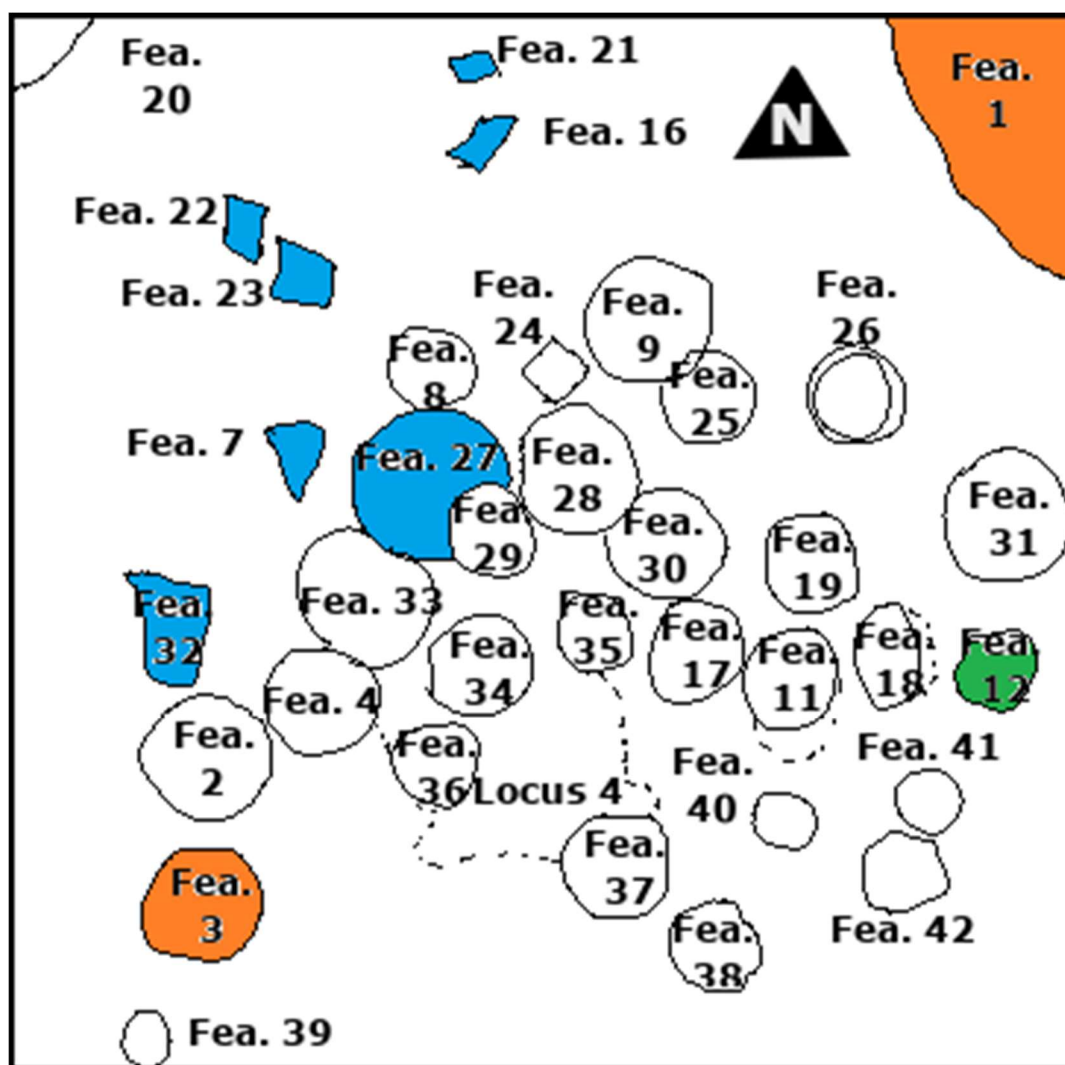 Fea.
20
Fea. 21
Fea. 16
N
Fea.
1
Fea. 22
Fea. 23
Fea.
24
Fea.
9
Fea.
26
Fea.
8
Fea.
25
Fea. 7
Fea. 27
Fea.
28
Fea.
29
Fea.
30
Fea.
19
Fea.
31
Fea.
32
Fea. 33
Fea.
34
Fea.
35
Fea.
17
Fea.
11
Fea.
18
Fea.
12
Fea. 4
Fea.
2
Fea.
36
Locus 4
Fea.
40
Fea. 41
Fea.
37
Fea. 42
Fea.
3
Fea.
38
Fea. 39